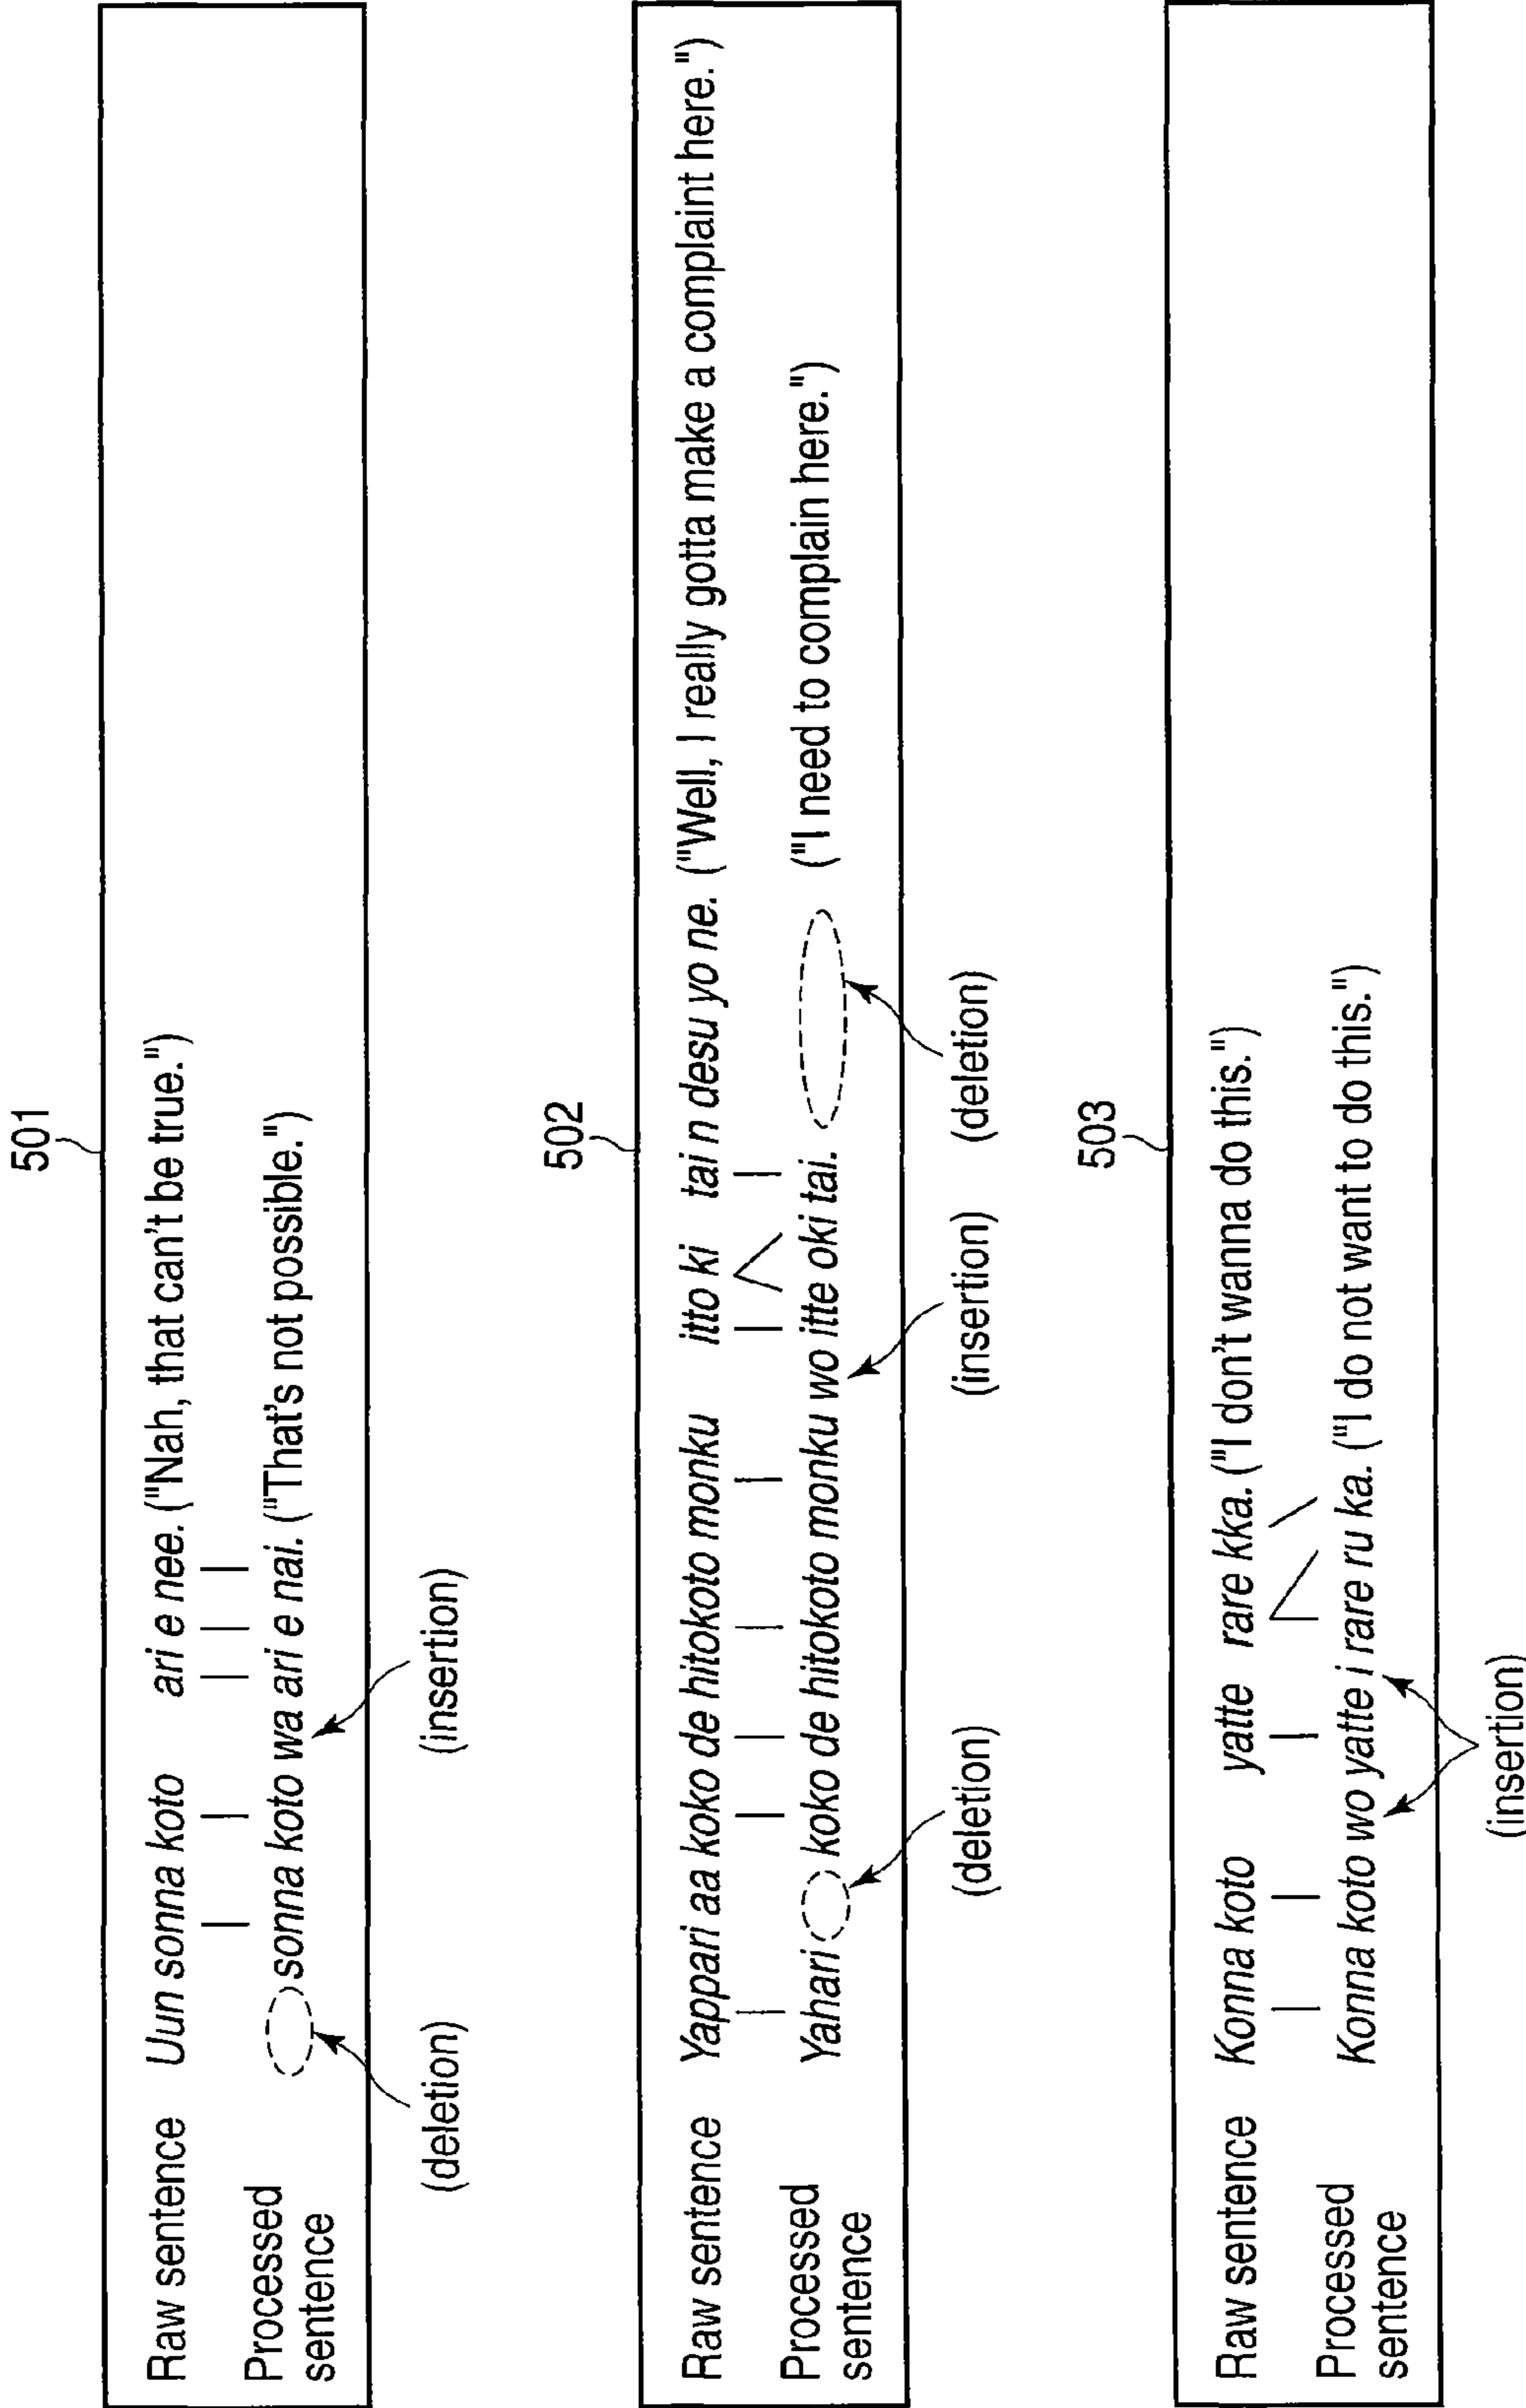 501
Raw sentence Uun sonna koto ari e nee. ("Nah, that can't be true.")
Processed sonna koto wa ari e nai. ("That's not possible.")
sentence
(deletion) (insertion)
502
Raw sentence Yappari aa koko de hitokoto monku itto ki tai n desu yo ne. ("Well, I really gotta make a complaint here.")
Processed Yahari koko de hitokoto monku wo itte oki tai. ("I need to complain here.")
sentence
(deletion) (insertion) (deletion)
503
Raw sentence Konna koto yatte rare kka. ("I don't wanna do this.")
Processed Konna koto wo yatte i rare ru ka. ("I do not want to do this.")
sentence
(insertion)